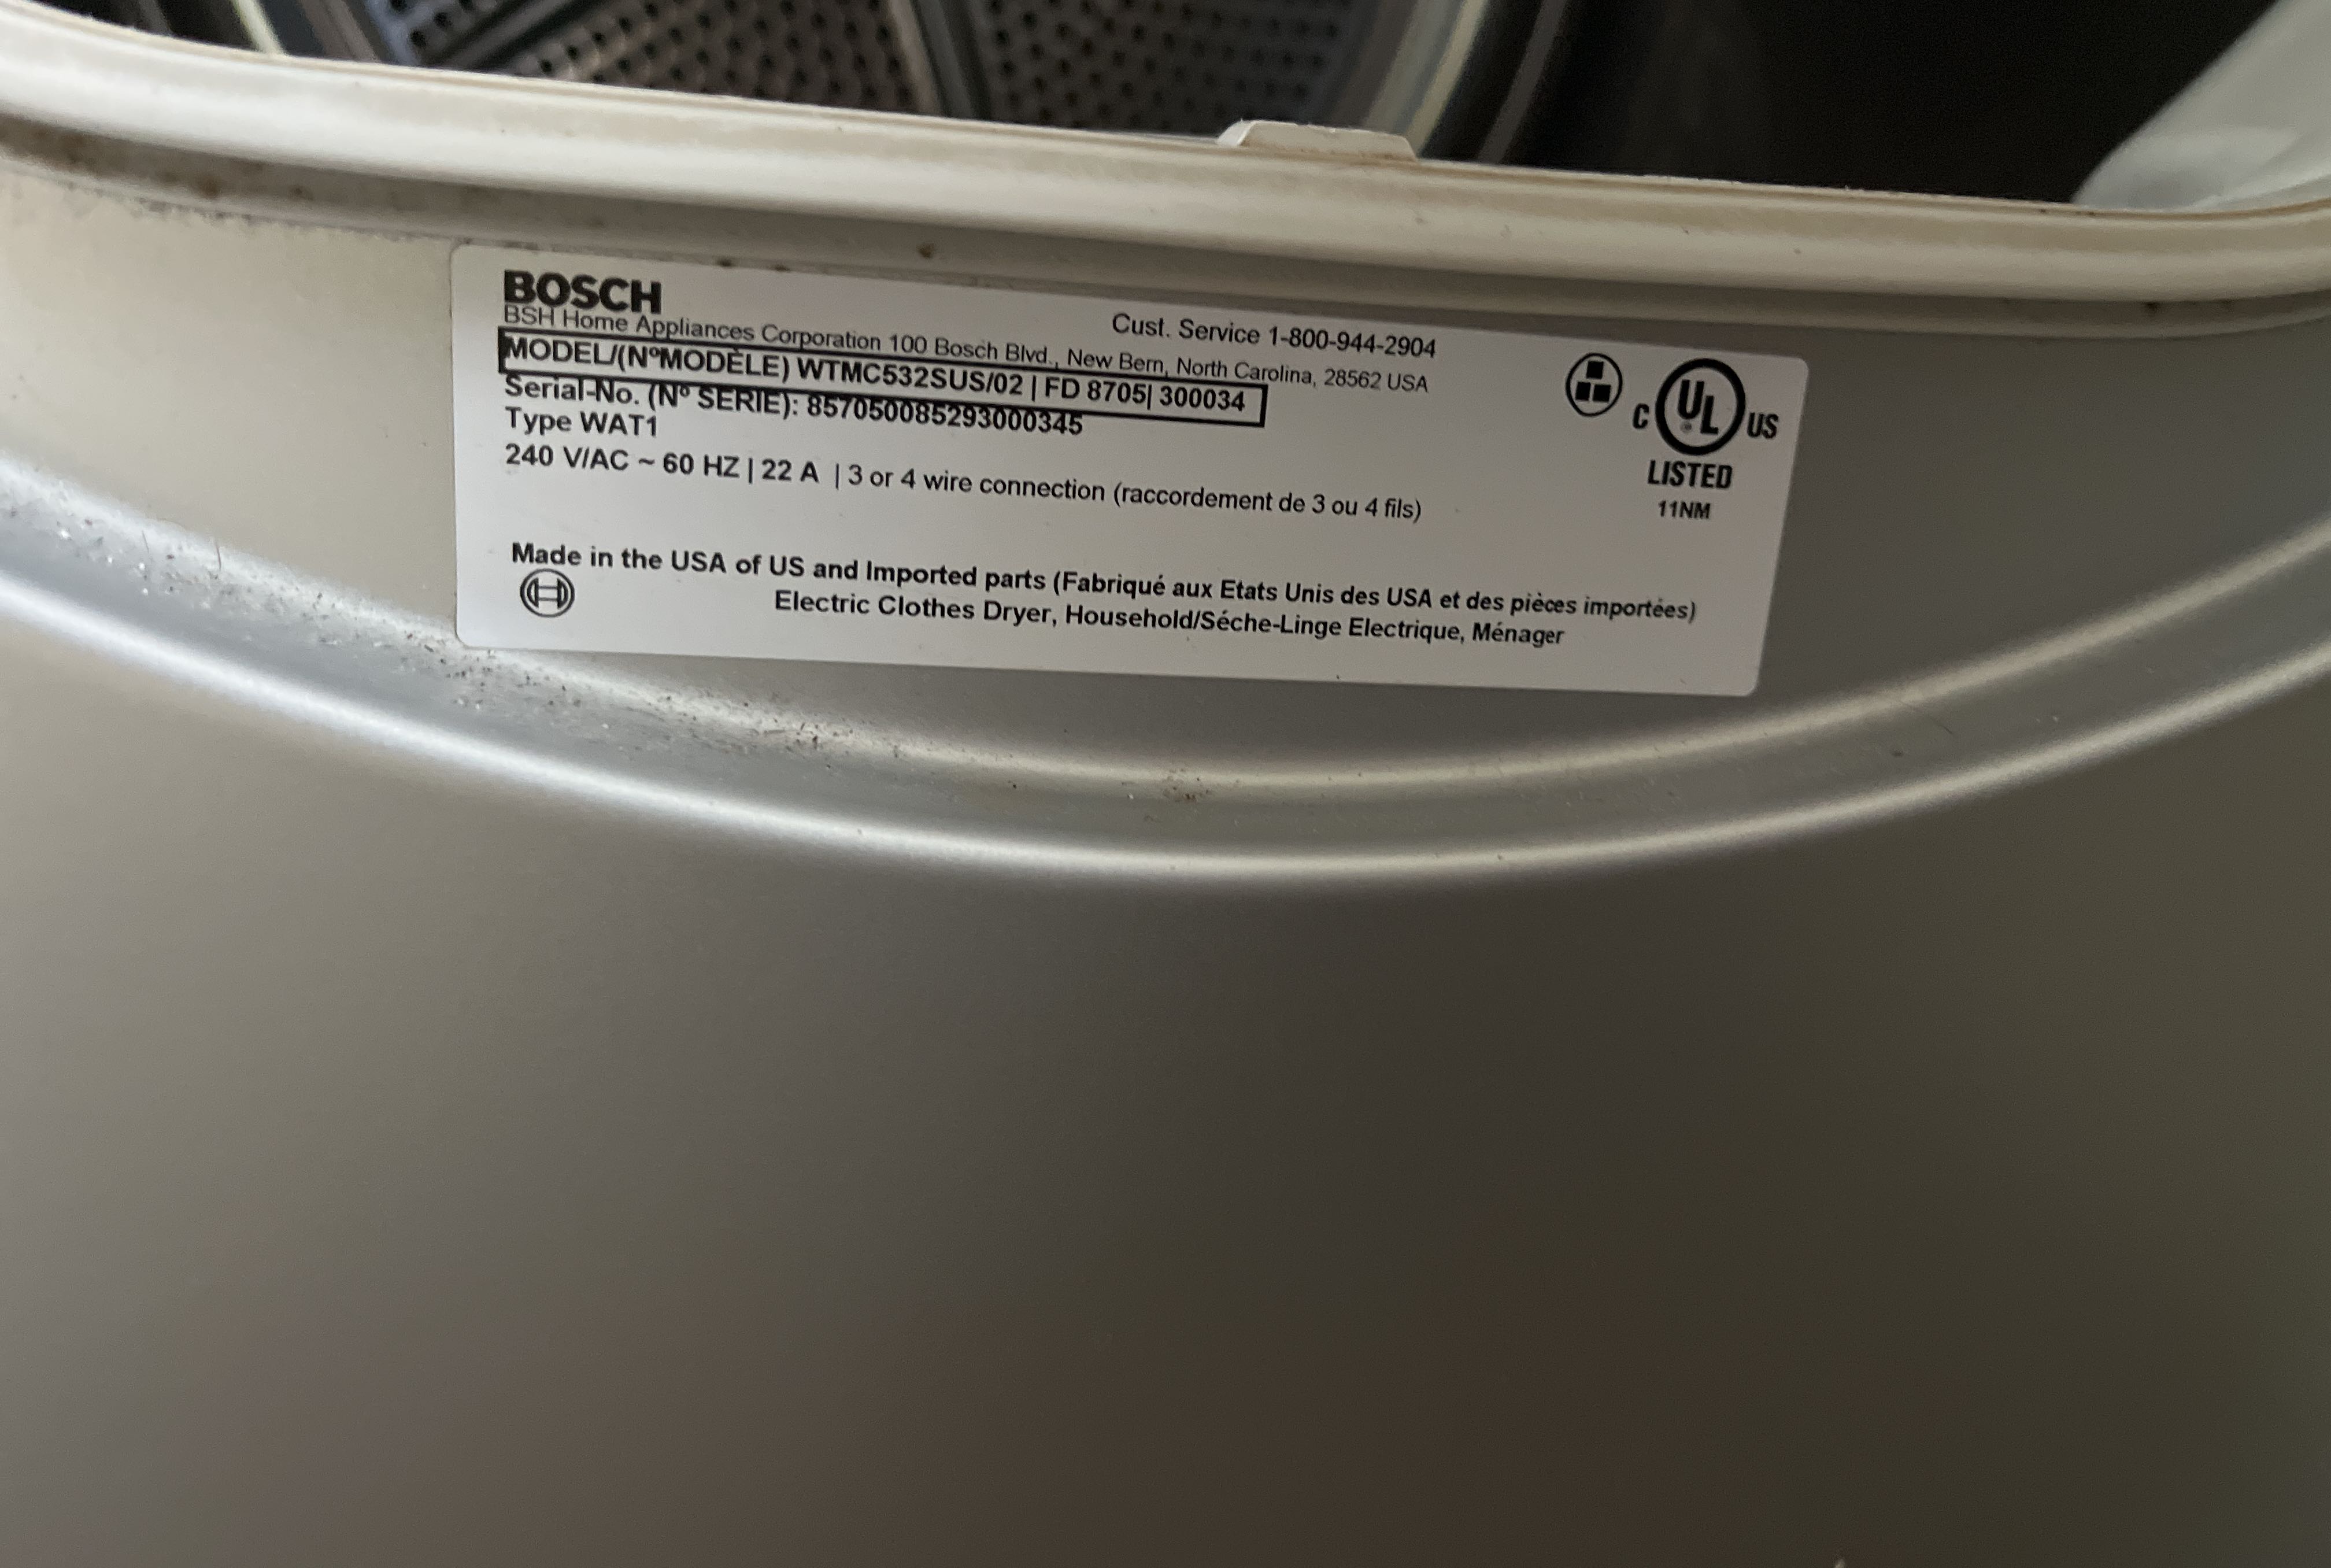 BOSCH
Cust. Service 1-800-944-2904
BSH Home Appliances Corporation 100 Bosch Blvd., New Bern, North Carolina, 28562 USA
MODEL/(NºMODÈLE) WTMC532SUS/02 | FD 8705| 300034
Serial-No. (Nº SERIE): 857050085293000345
Type WAT1
240 V/AC ~ 60 HZ | 22 A | 3 or 4 wire connection (raccordement de 3 ou 4 fils)
C UL US
LISTED
11NM
Made in the USA of US and Imported parts (Fabriqué aux Etats Unis des USA et des pièces importées)
Electric Clothes Dryer, Household/Séche-Linge Electrique, Ménager